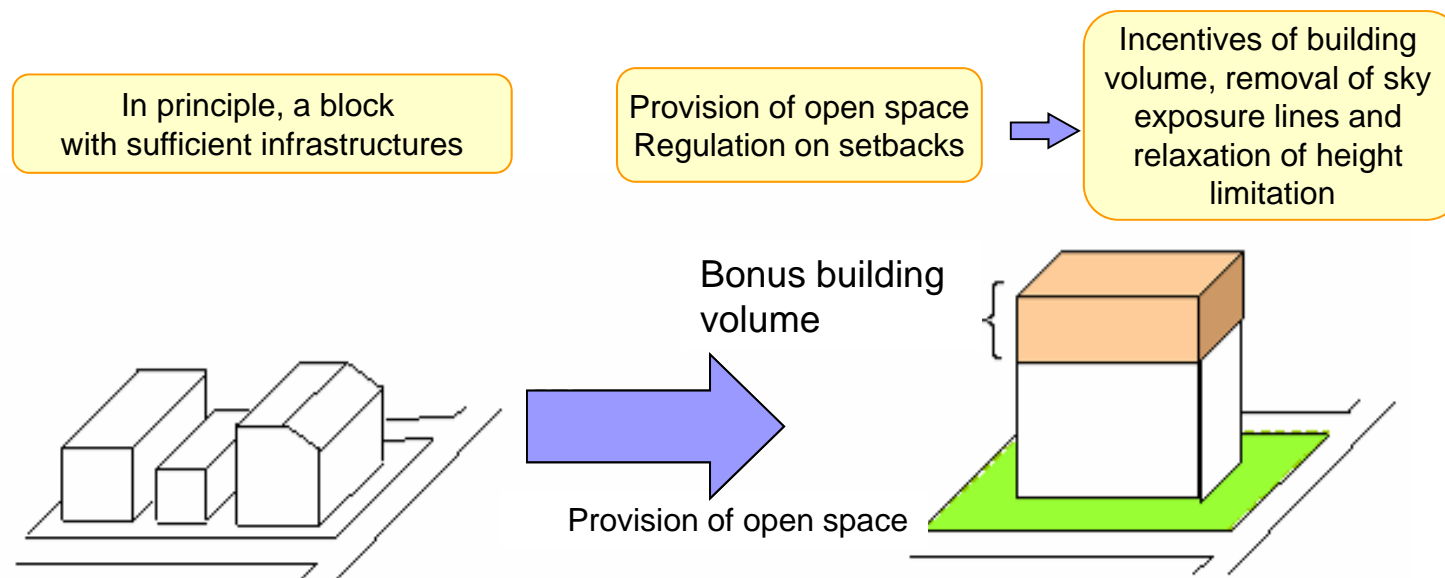 In principle, a block
with sufficient infrastructures
Provision of open space
Regulation on setbacks
Incentives of building
volume, removal of sky
exposure lines and
relaxation of height
limitation
Bonus building
volume
Provision of open space